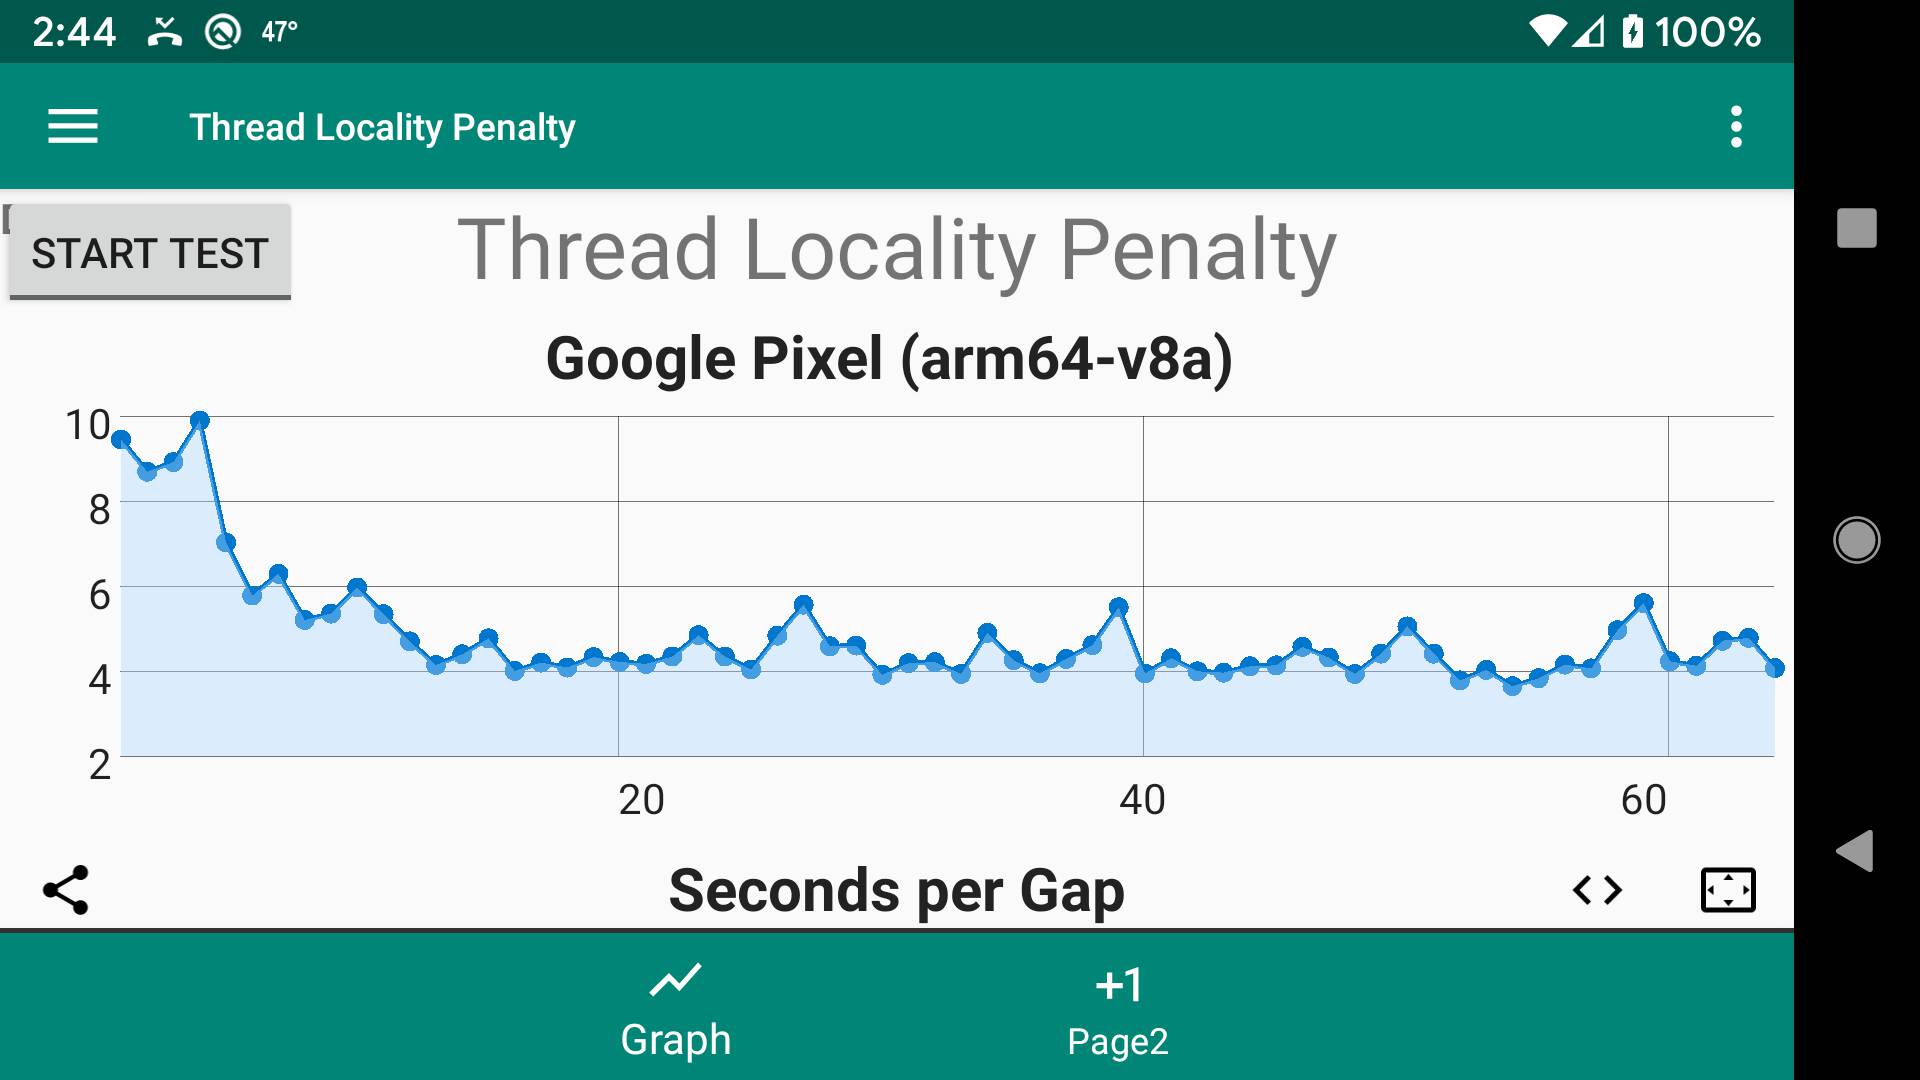 2:44 47° 100%
Thread Locality Penalty
START TEST
Thread Locality Penalty
Google Pixel (arm64-v8a)
10
8
6
4
2
20 40 60
Seconds per Gap
+1
Graph Page2